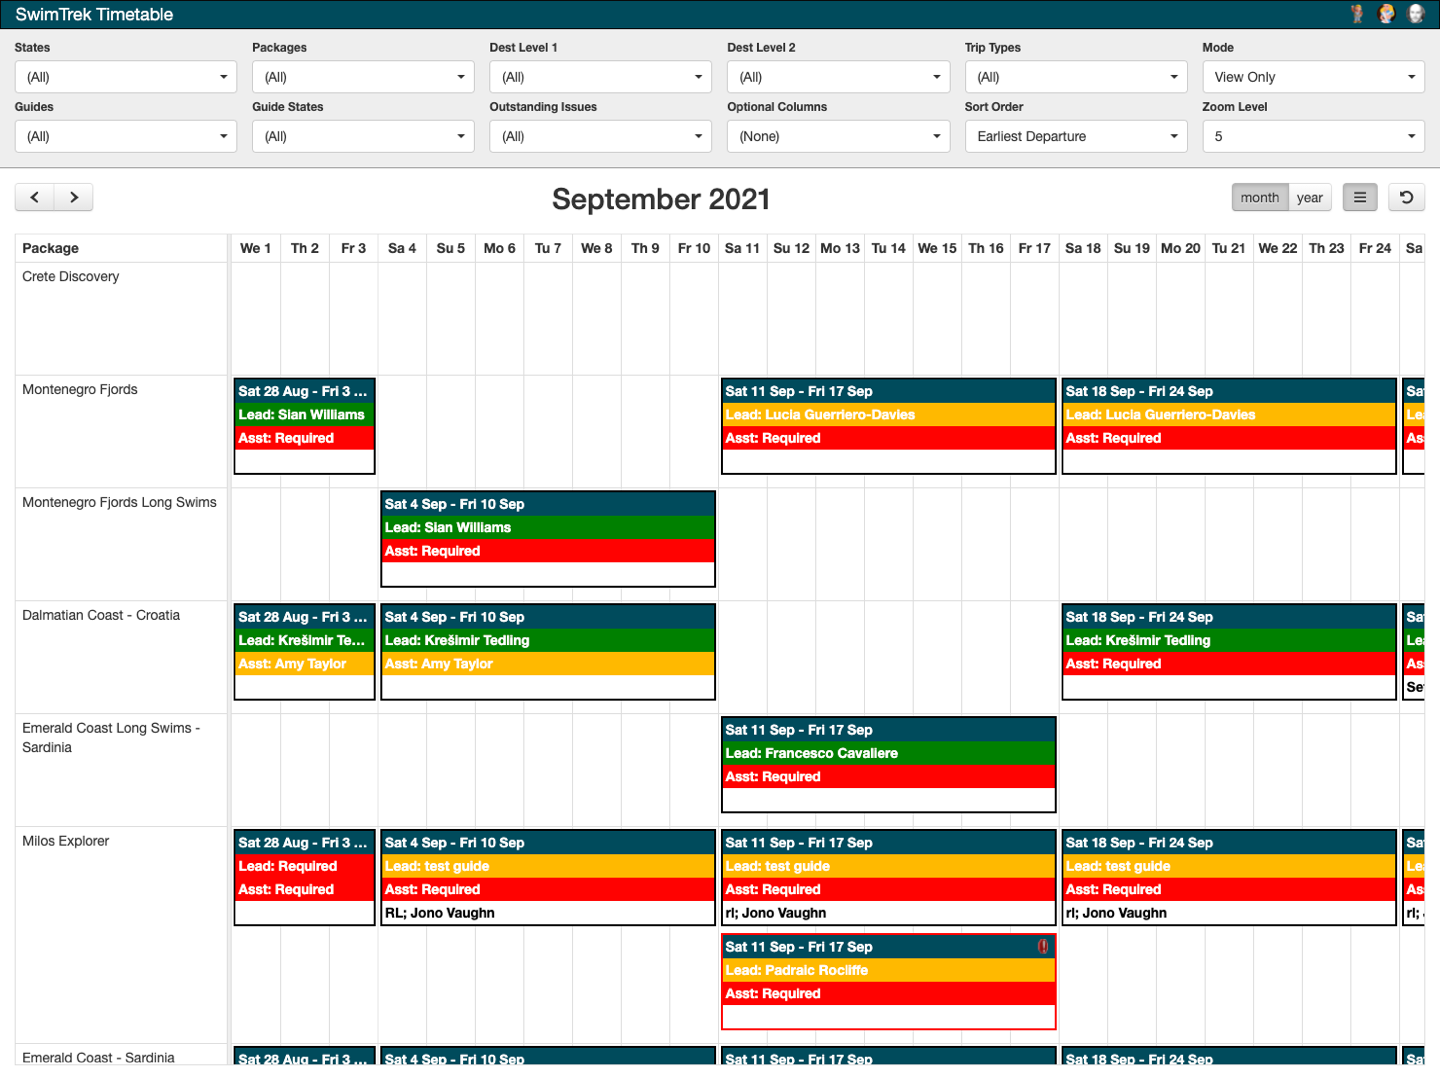 SwimTrek Timetable
States Packages Dest Level 1 Dest Level 2 Trip Types Mode
(All) (All) (All) (All) (All) View Only
Guides Guide States Outstanding Issues Optional Columns Sort Order Zoom Level
(All) (All) (All) (None) Earliest Departure 5
September 2021 month year
Package We 1 Th 2 Fr 3 Sa 4 Su 5 Mo 6 Tu 7 We 8 Th 9 Fr 10 Sa 11 Su 12 Mo 13 Tu 14 We 15 Th 16 Fr 17 Sa 18 Su 19 Mo 20 Tu 21 We 22 Th 23 Fr 24 Sa
Crete Discovery
Montenegro Fjords
Sat 28 Aug - Fri 3 ... Sat 11 Sep - Fri 17 Sep Sat 18 Sep - Fri 24 Sep Sa
Lead: Sian Williams Lead: Lucia Guerriero-Davies Lead: Lucia Guerriero-Davies Le
Asst: Required Asst: Required Asst: Required As
Montenegro Fjords Long Swims
Sat 4 Sep - Fri 10 Sep
Lead: Sian Williams
Asst: Required
Dalmatian Coast - Croatia
Sat 28 Aug - Fri 3 ... Sat 4 Sep - Fri 10 Sep Sat 18 Sep - Fri 24 Sep Sa
Lead: Krešimir Te... Lead: Krešimir Tedling Lead: Krešimir Tedling Le
Asst: Amy Taylor Asst: Amy Taylor Asst: Required As
Se
Emerald Coast Long Swims -
Sardinia
Sat 11 Sep - Fri 17 Sep
Lead: Francesco Cavaliere
Asst: Required
Milos Explorer
Sat 28 Aug - Fri 3 ... Sat 4 Sep - Fri 10 Sep Sat 11 Sep - Fri 17 Sep Sat 18 Sep - Fri 24 Sep Sa
Lead: Required Lead: test guide Lead: test guide Lead: test guide Le
Asst: Required Asst: Required Asst: Required Asst: Required As
RL; Jono Vaughn rl; Jono Vaughn rl; Jono Vaughn rl;
Sat 11 Sep - Fri 17 Sep
Lead: Padraic Rocliffe
Asst: Required
Emerald Coast - Sardinia
Sat 28 Aug - Fri 3 ... Sat 4 Sep - Fri 10 Sep Sat 11 Sep - Fri 17 Sep Sat 18 Sep - Fri 24 Sep Sa